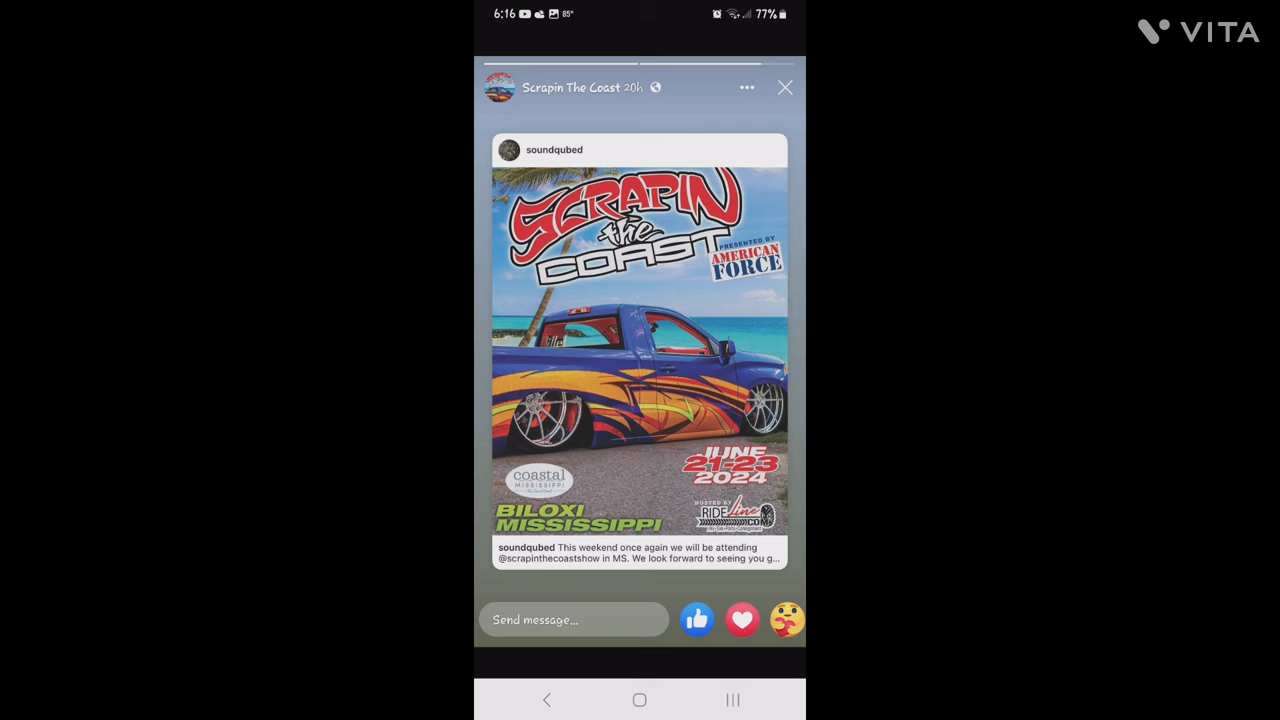 6:16 85° 77%
VITA
Scrapin The Coast 20h
soundqubed
SCRAPIN
the
COAST
PRESENTED BY
AMERICAN
FORCE
JUNE
21-23
2024
coastal
MISSISSIPPI
BILOXI
MISSISSIPPI
HOSTED BY
RIDELine
.COM
soundqubed This weekend once again we will be attending
@scrapinthecoastshow in MS. We look forward to seeing you g...
Send message...